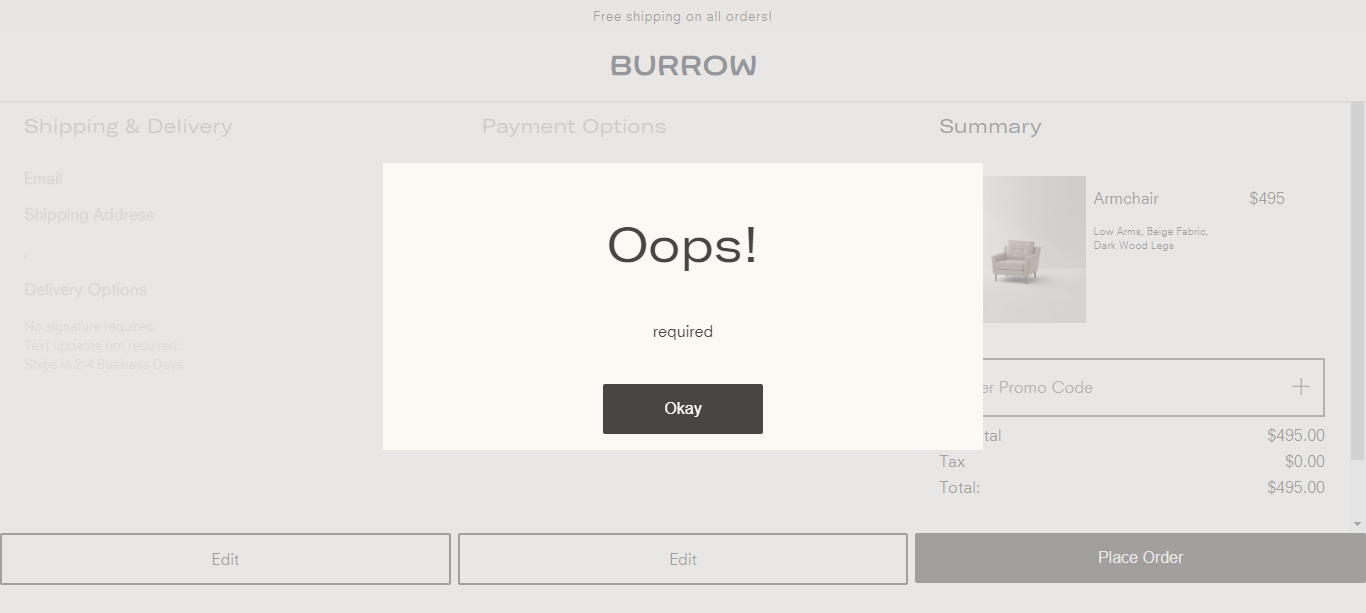 Free shipping on all orders!
BURROW
Shipping & Delivery
Email
Shipping Address
.
Delivery Options
No signature required.
Text updates not required.
Ships in 2-4 Business Days
Payment Options
Summary
Armchair $495
Low Arms, Beige Fabric,
Dark Wood Legs
er Promo Code
tal $495.00
Tax $0.00
Total: $495.00
Oops!
required
Okay
Edit
Edit
Place Order